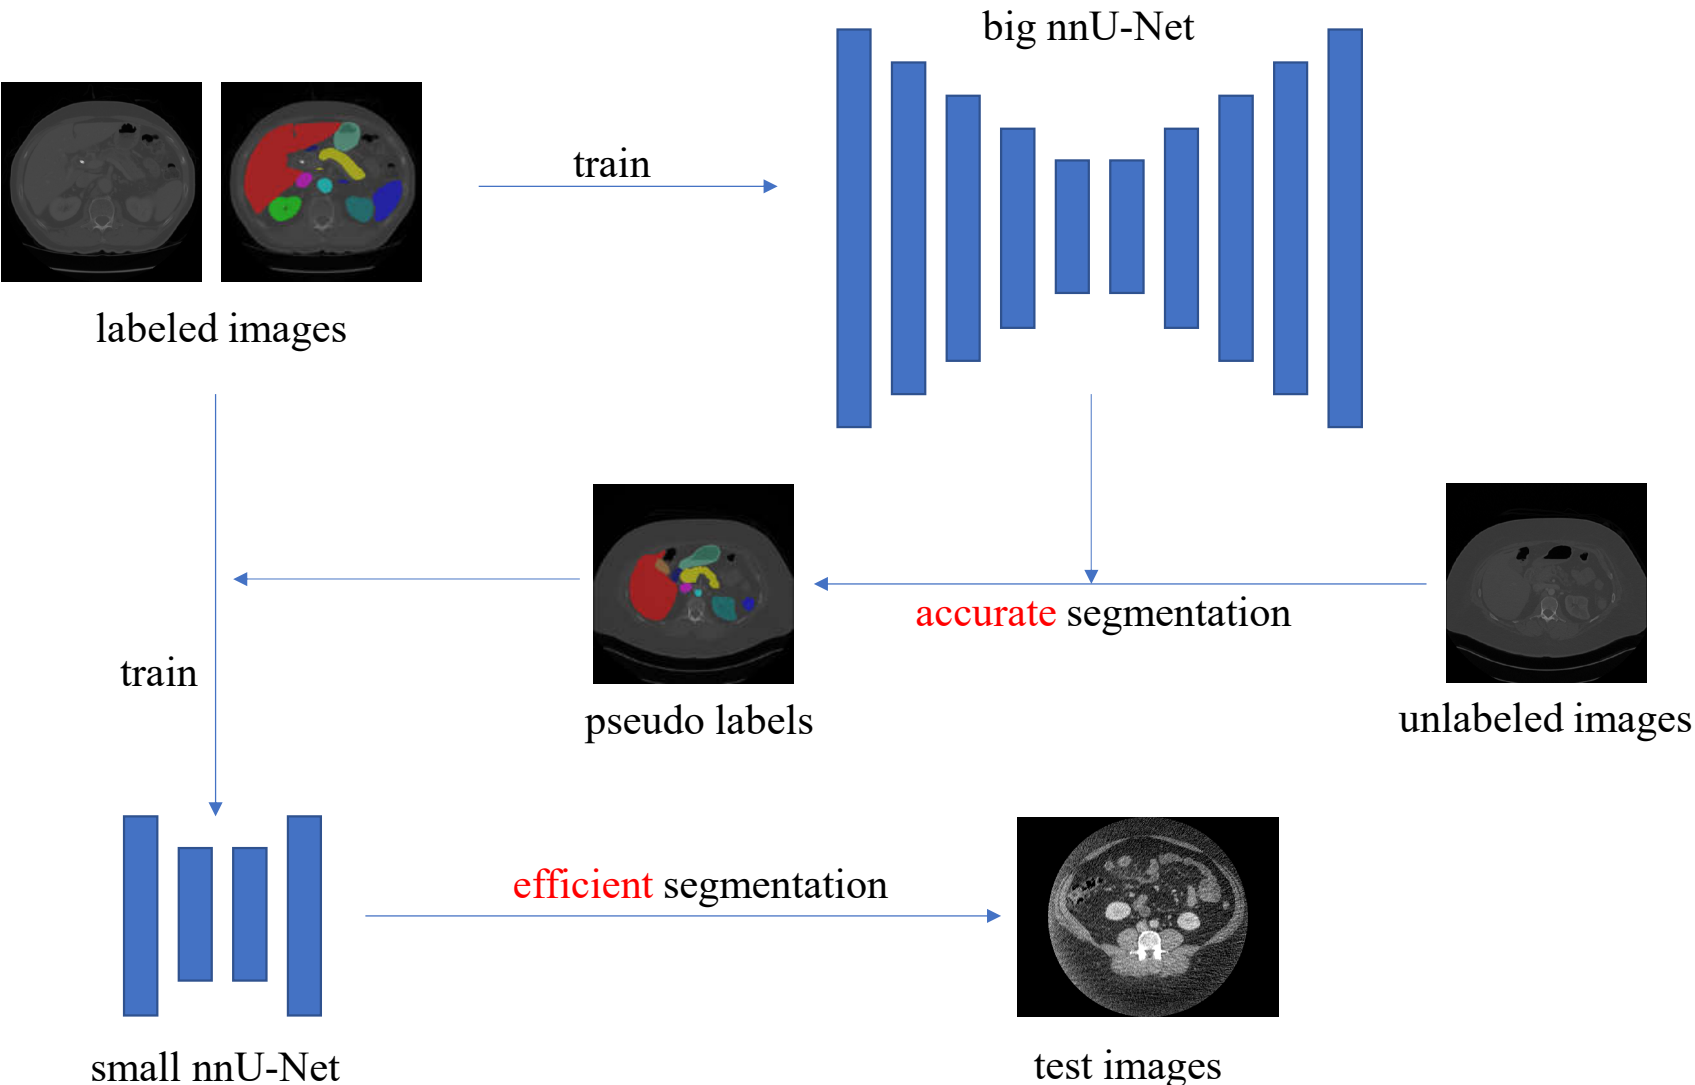 big nnU-Net
train
labeled images
accurate segmentation
train
pseudo labels
unlabeled images
efficient segmentation
small nnU-Net
test images